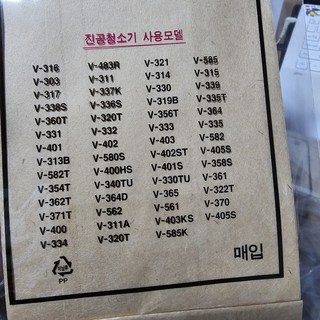 진공청소기 사용모델
V-316 V-483R V-321 V-585
V-303 V-311 V-314 V-315
V-317 V-337K V-330 V-339
V-338S V-336S V-319B V-335T
V-360T V-320T V-356T V-364
V-331 V-332 V-333 V-335
V-401 V-402 V-403 V-582
V-313B V-580S V-402ST V-405S
V-582T V-400HS V-401S V-358S
V-354T V-340TU V-330TU V-361
V-362T V-364D V-365 V-322T
V-371T V-562 V-561 V-370
V-400 V-311A V-403KS V-405S
V-334 V-320T V-585K
매입
PP